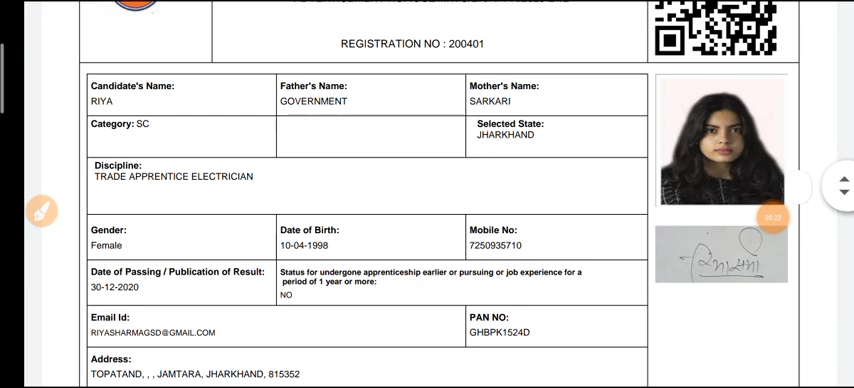 REGISTRATION NO : 200401
Candidate's Name:
RIYA
Father's Name:
GOVERNMENT
Mother's Name:
SARKARI
Category: SC
Selected State:
JHARKHAND
Discipline:
TRADE APPRENTICE ELECTRICIAN
Gender:
Female
Date of Birth:
10-04-1998
Mobile No:
7250935710
Date of Passing / Publication of Result:
30-12-2020
Status for undergone apprenticeship earlier or pursuing or job experience for a
period of 1 year or more:
NO
Email Id:
RIYASHARMAGSD@GMAIL.COM
PAN NO:
GHBPK1524D
Address:
TOPATAND, , , JAMTARA, JHARKHAND, 815352
05:22